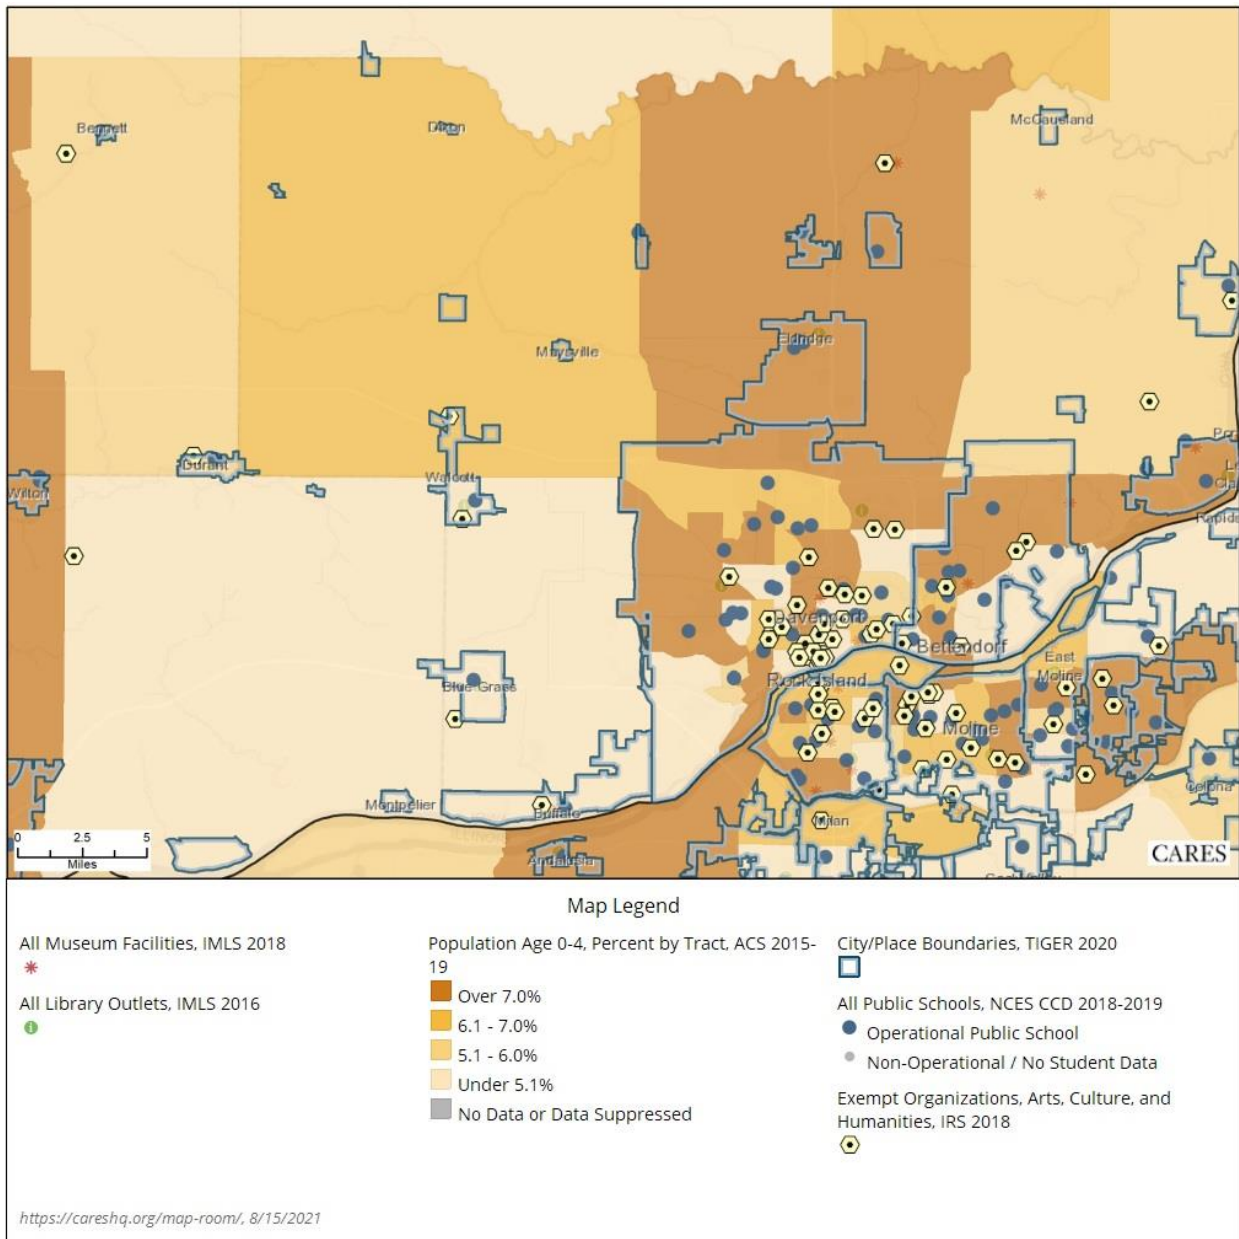 Bennett
Dixon
McCausland
Eldridge
Maysville
Durant
Walcott
Wilton
Rapids
Davenport
Bettendorf
Blue Grass
Rock Island
East
Moline
Moline
Montpelier
Buffalo
Milan
Colona
Andalusia
0 2.5 5
Miles
CARES
Map Legend
All Museum Facilities, IMLS 2018
All Library Outlets, IMLS 2016
Population Age 0-4, Percent by Tract, ACS 2015-
19
Over 7.0%
6.1 - 7.0%
5.1 - 6.0%
Under 5.1%
No Data or Data Suppressed
City/Place Boundaries, TIGER 2020
All Public Schools, NCES CCD 2018-2019
Operational Public School
Non-Operational / No Student Data
Exempt Organizations, Arts, Culture, and
Humanities, IRS 2018
https://careshq.org/map-room/, 8/15/2021